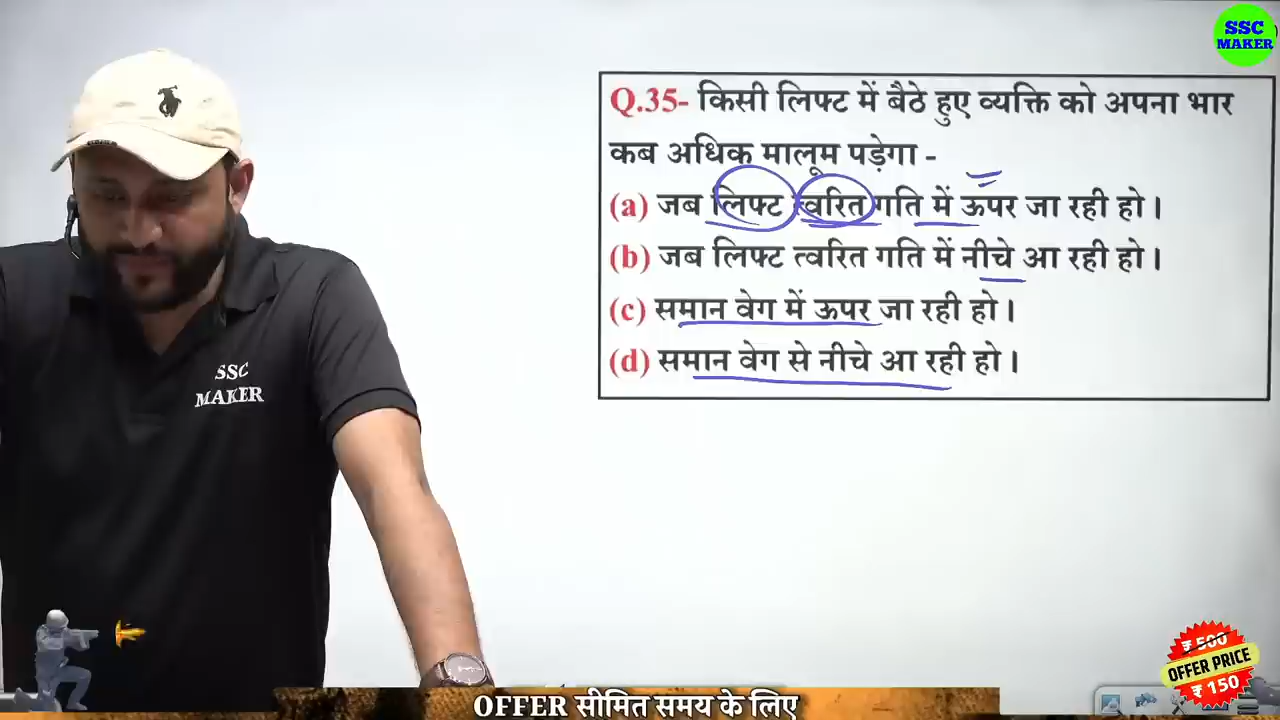 SSC
MAKER
Q.35- किसी लिफ्ट में बैठे हुए व्यक्ति को अपना भार
कब अधिक मालूम पड़ेगा -
(a) जब लिफ्ट त्वरित गति में ऊपर जा रही हो।
(b) जब लिफ्ट त्वरित गति में नीचे आ रही हो।
(c) समान वेग में ऊपर जा रही हो।
(d) समान वेग से नीचे आ रही हो।
SSC
MAKER
₹ 500
OFFER PRICE
₹ 150
OFFER सीमित समय के लिए